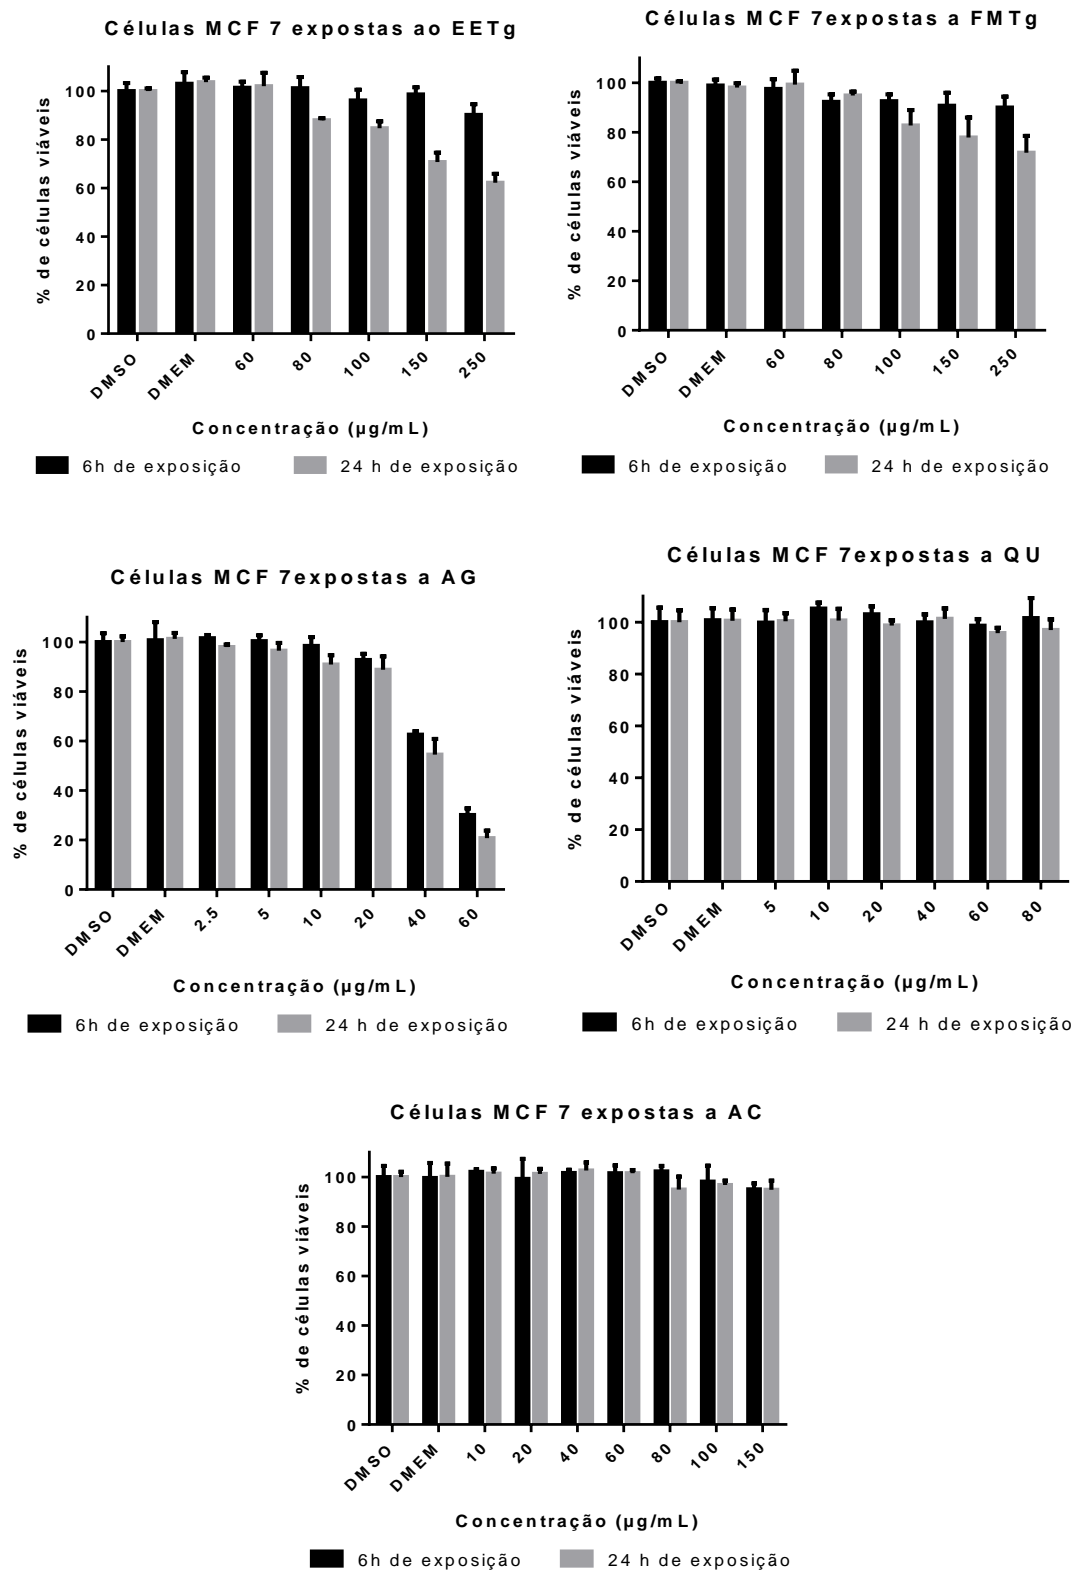 Células MCF 7 expostas ao EETg
% de células viáveis
100
80
60
40
20
0
DMSO
DMEM
60
80
100
150
250
Concentração (µg/mL)
6h de exposição
24 h de exposição
Células MCF 7expostas a FMTg
% de células viáveis
100
80
60
40
20
0
DMSO
DMEM
60
80
100
150
250
Concentração (µg/mL)
6h de exposição
24 h de exposição
Células MCF 7expostas a AG
% de células viáveis
100
80
60
40
20
0
DMSO
DMEM
2.5
5
10
20
40
60
Concentração (µg/mL)
6h de exposição
24 h de exposição
Células MCF 7expostas a QU
% de células viáveis
100
80
60
40
20
0
DMSO
DMEM
5
10
20
40
60
80
Concentração (µg/mL)
6h de exposição
24 h de exposição
Células MCF 7 expostas a AC
% de células viáveis
100
80
60
40
20
0
DMSO
DMEM
10
20
40
60
80
100
150
Concentração (µg/mL)
6h de exposição
24 h de exposição